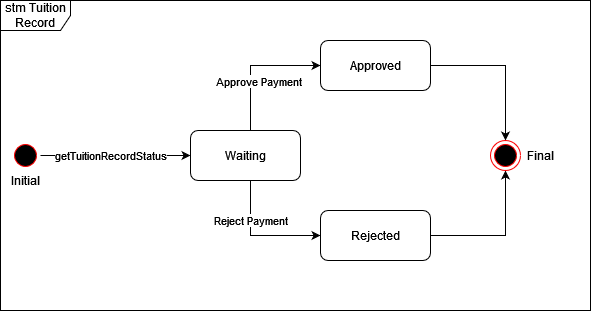 stm Tuition
Record
Approved
Approve Payment
getTuitionRecordStatus
Waiting
Final
Initial
Reject Payment
Rejected